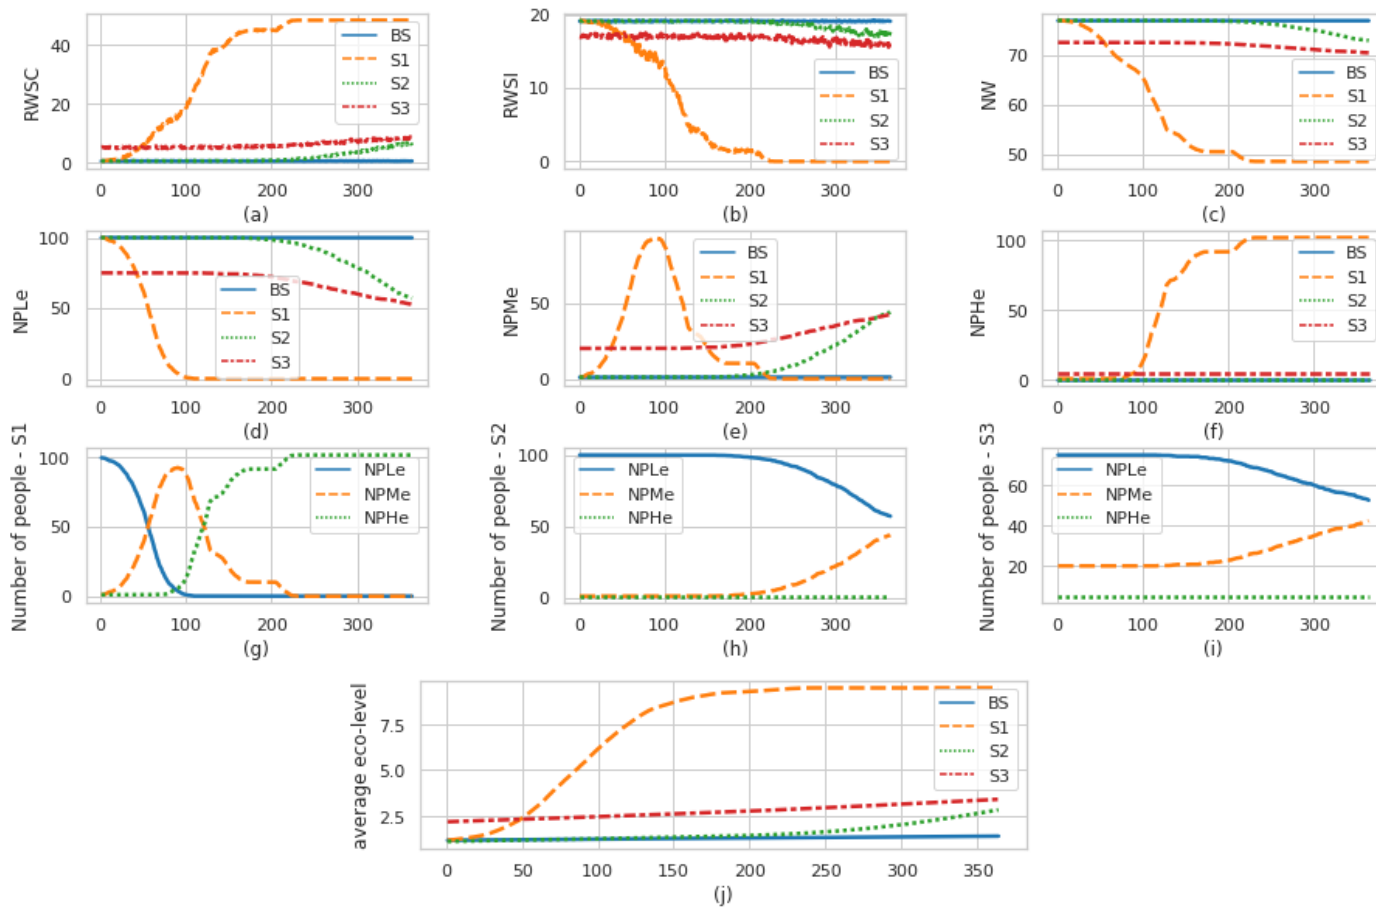 RWSC
40
20
0
0
100
200
300
BS
S1
S2
S3
(a)
RWSI
20
10
0
0
100
200
300
BS
S1
S2
S3
(b)
NW
70
60
50
0
100
200
300
BS
S1
S2
S3
(c)
NPLe
100
50
0
0
100
200
300
BS
S1
S2
S3
(d)
NPMe
50
0
0
100
200
300
BS
S1
S2
S3
(e)
NPHe
100
50
0
0
100
200
300
BS
S1
S2
S3
(f)
Number of people - S1
100
50
0
0
100
200
300
NPLe
NPMe
NPHe
(g)
Number of people - S2
100
50
0
0
100
200
300
NPLe
NPMe
NPHe
(h)
Number of people - S3
60
40
20
0
100
200
300
NPLe
NPMe
NPHe
(i)
average eco-level
7.5
5.0
2.5
0
50
100
150
200
250
300
350
BS
S1
S2
S3
(j)